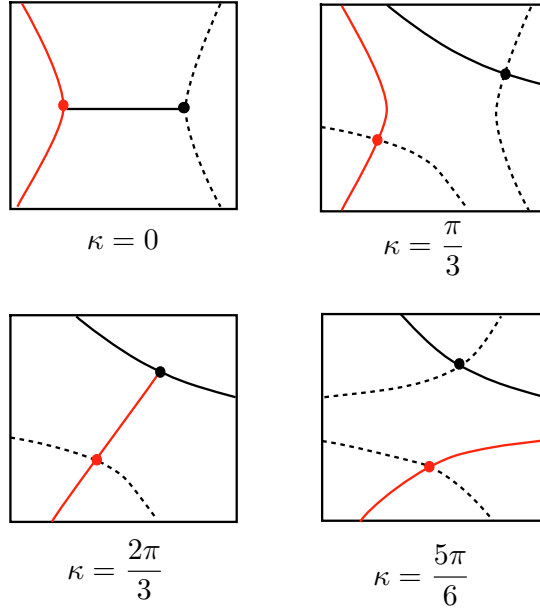 κ = 0
κ = π/3
κ = 2π/3
κ = 5π/6